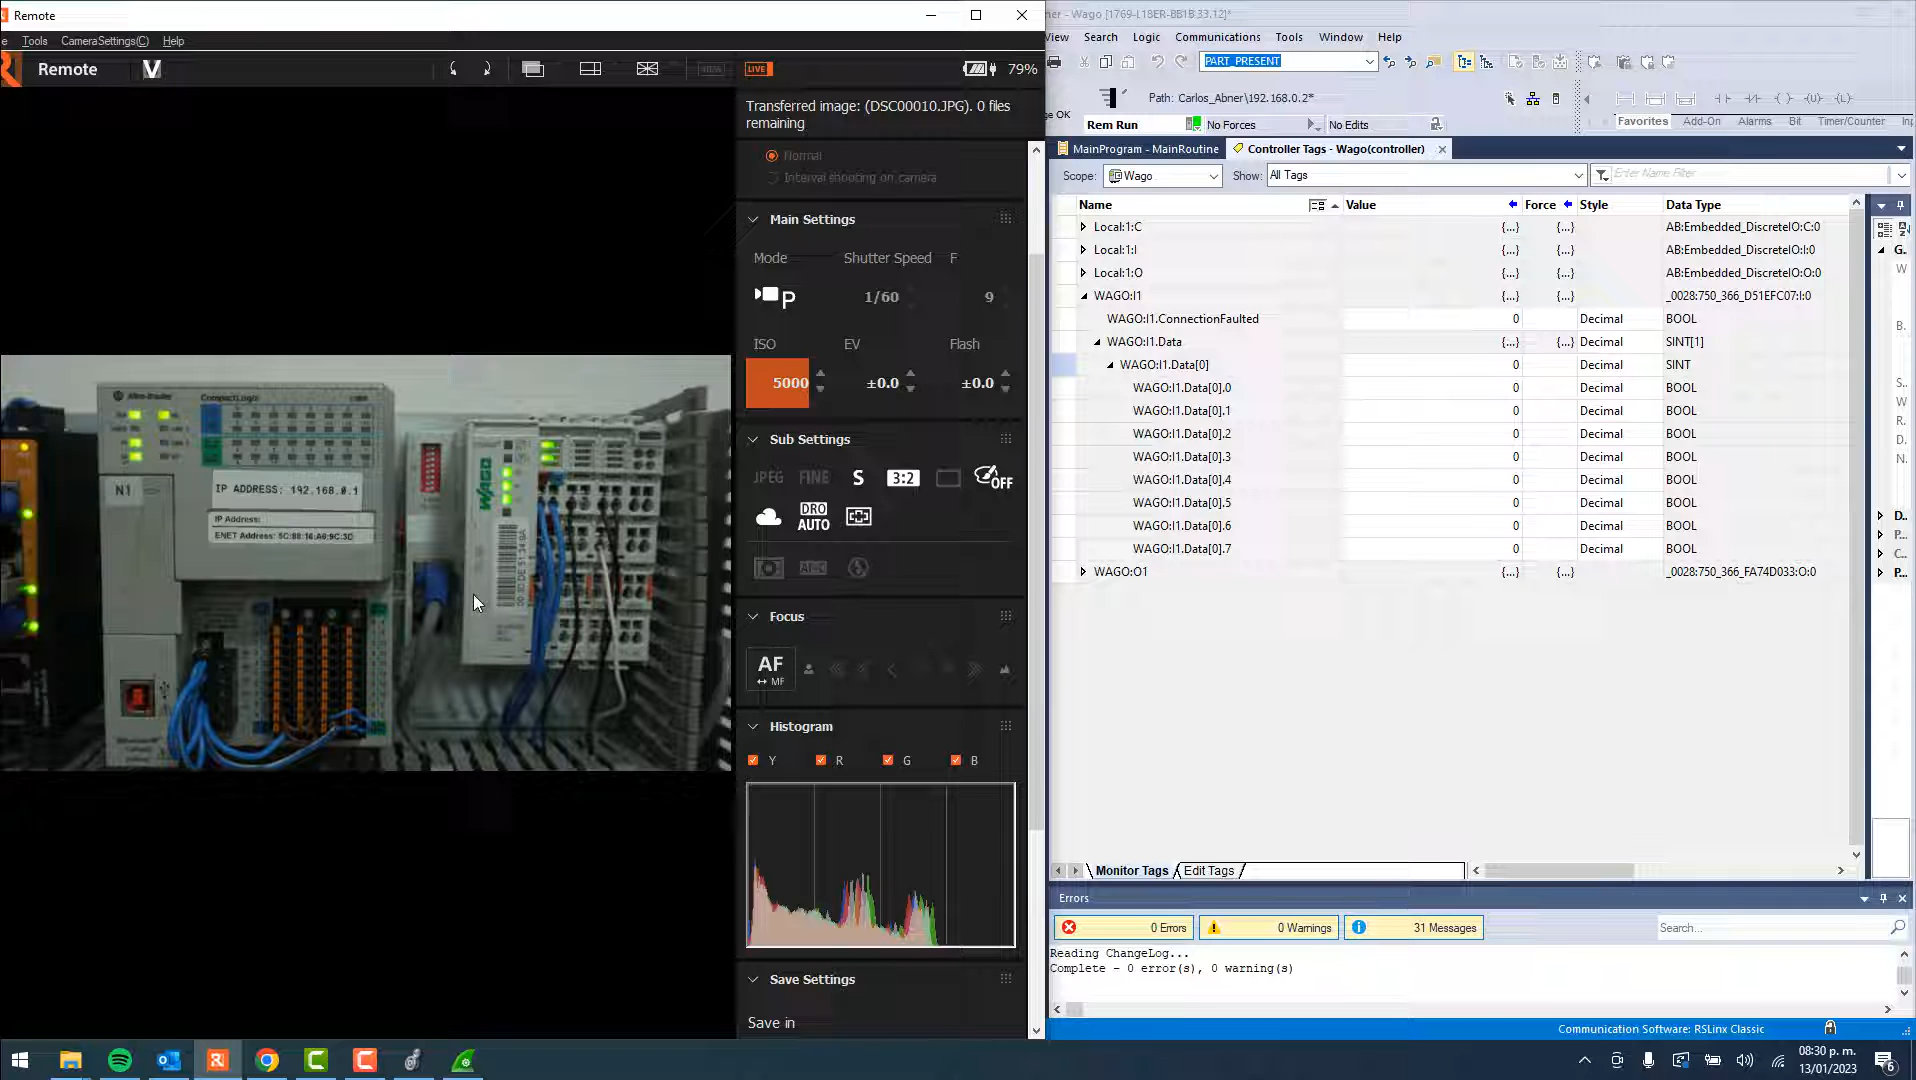 Remote
Tools CameraSettings(C) Help
Remote
LIVE
79%
Transferred image: (DSC00010.JPG). 0 files
remaining
Normal
Interval shooting on camera
Main Settings
Mode Shutter Speed F
P 1/60 9
ISO EV Flash
5000 ±0.0 ±0.0
Sub Settings
JPEG FINE S 3:2 OFF
DRO
AUTO
Focus
AF
↔ MF
Histogram
Y R G B
Save Settings
Save in
N1
IP ADDRESS: 192.168.0.1
IP Address:
WAGO
Wago [1769-L18ER-BB1B 33.12]*
View Search Logic Communications Tools Window Help
PART_PRESENT
Path: Carlos_Abner\192.168.0.2*
OK
Rem Run No Forces No Edits
Favorites Add-On Alarms Bit Timer/Counter
MainProgram - MainRoutine Controller Tags - Wago(controller)
Scope: Wago Show: All Tags Enter Name Filter
Name Value Force Style Data Type
Local:1:C {...} {...} AB:Embedded_DiscreteIO:C:0
Local:1:I {...} {...} AB:Embedded_DiscreteIO:I:0
Local:1:O {...} {...} AB:Embedded_DiscreteIO:O:0
WAGO:I1 {...} {...} _0028:750_366_D51EFC07:I:0
WAGO:I1.ConnectionFaulted 0 Decimal BOOL
WAGO:I1.Data {...} {...} Decimal SINT[1]
WAGO:I1.Data[0] 0 Decimal SINT
WAGO:I1.Data[0].0 0 Decimal BOOL
WAGO:I1.Data[0].1 0 Decimal BOOL
WAGO:I1.Data[0].2 0 Decimal BOOL
WAGO:I1.Data[0].3 0 Decimal BOOL
WAGO:I1.Data[0].4 0 Decimal BOOL
WAGO:I1.Data[0].5 0 Decimal BOOL
WAGO:I1.Data[0].6 0 Decimal BOOL
WAGO:I1.Data[0].7 0 Decimal BOOL
WAGO:O1 {...} {...} _0028:750_366_FA74D033:O:0
Monitor Tags Edit Tags
Errors
0 Errors 0 Warnings 31 Messages Search...
Reading ChangeLog...
Complete - 0 error(s), 0 warning(s)
Communication Software: RSLinx Classic
08:30 p. m.
13/01/2023
6